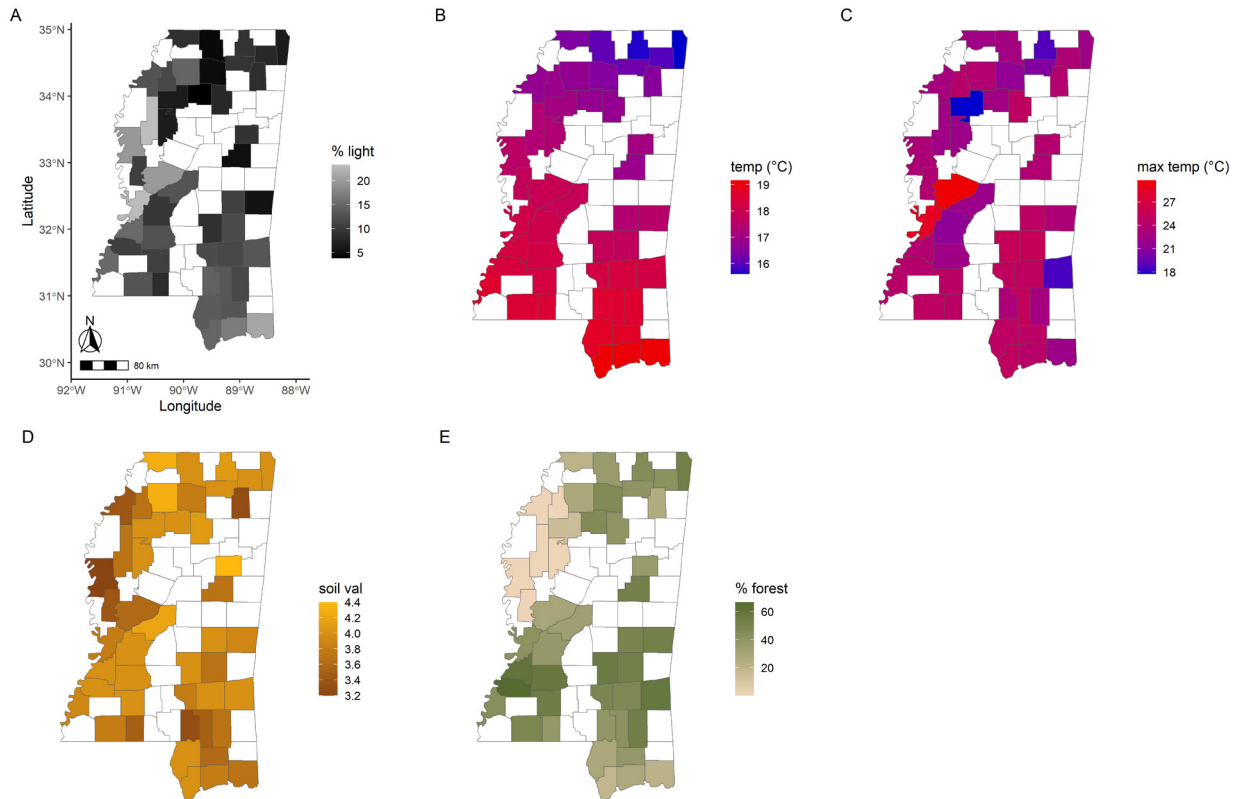 A
35°N
34°N
33°N
32°N
31°N
30°N
Latitude
N
80 km
92°W 91°W 90°W 89°W 88°W
Longitude
% light
20
15
10
5
B
temp (°C)
19
18
17
16
C
max temp (°C)
27
24
21
18
D
soil val
4.4
4.0
3.8
3.6
3.4
3.2
E
% forest
60
40
20